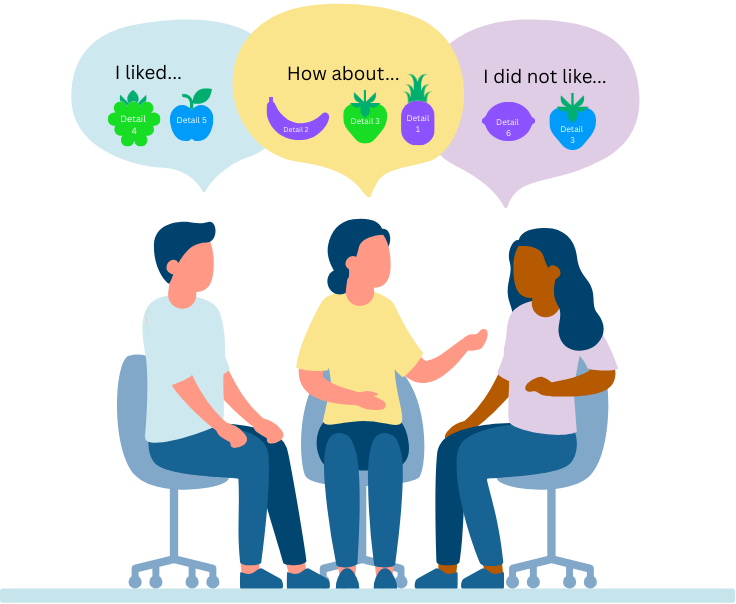 I liked...
Detail
4
Detail 5
How about...
Detail 2
Detail 3
Detail
1
I did not like...
Detail
6
Detail
3